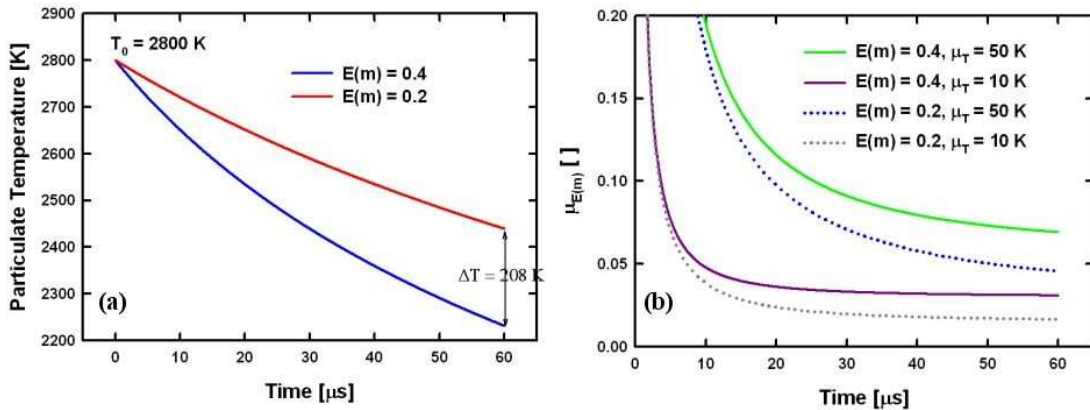 T₀ = 2800 K
E(m) = 0.4
E(m) = 0.2
2900
2800
2700
2600
2500
2400
2300
2200
Particulate Temperature [K]
ΔT = 208 K
(a)
0 10 20 30 40 50 60
Time [μs]
E(m) = 0.4, μT = 50 K
E(m) = 0.4, μT = 10 K
E(m) = 0.2, μT = 50 K
E(m) = 0.2, μT = 10 K
0.20
0.15
0.10
0.05
0.00
μE(m) [ ]
(b)
0 10 20 30 40 50 60
Time [μs]